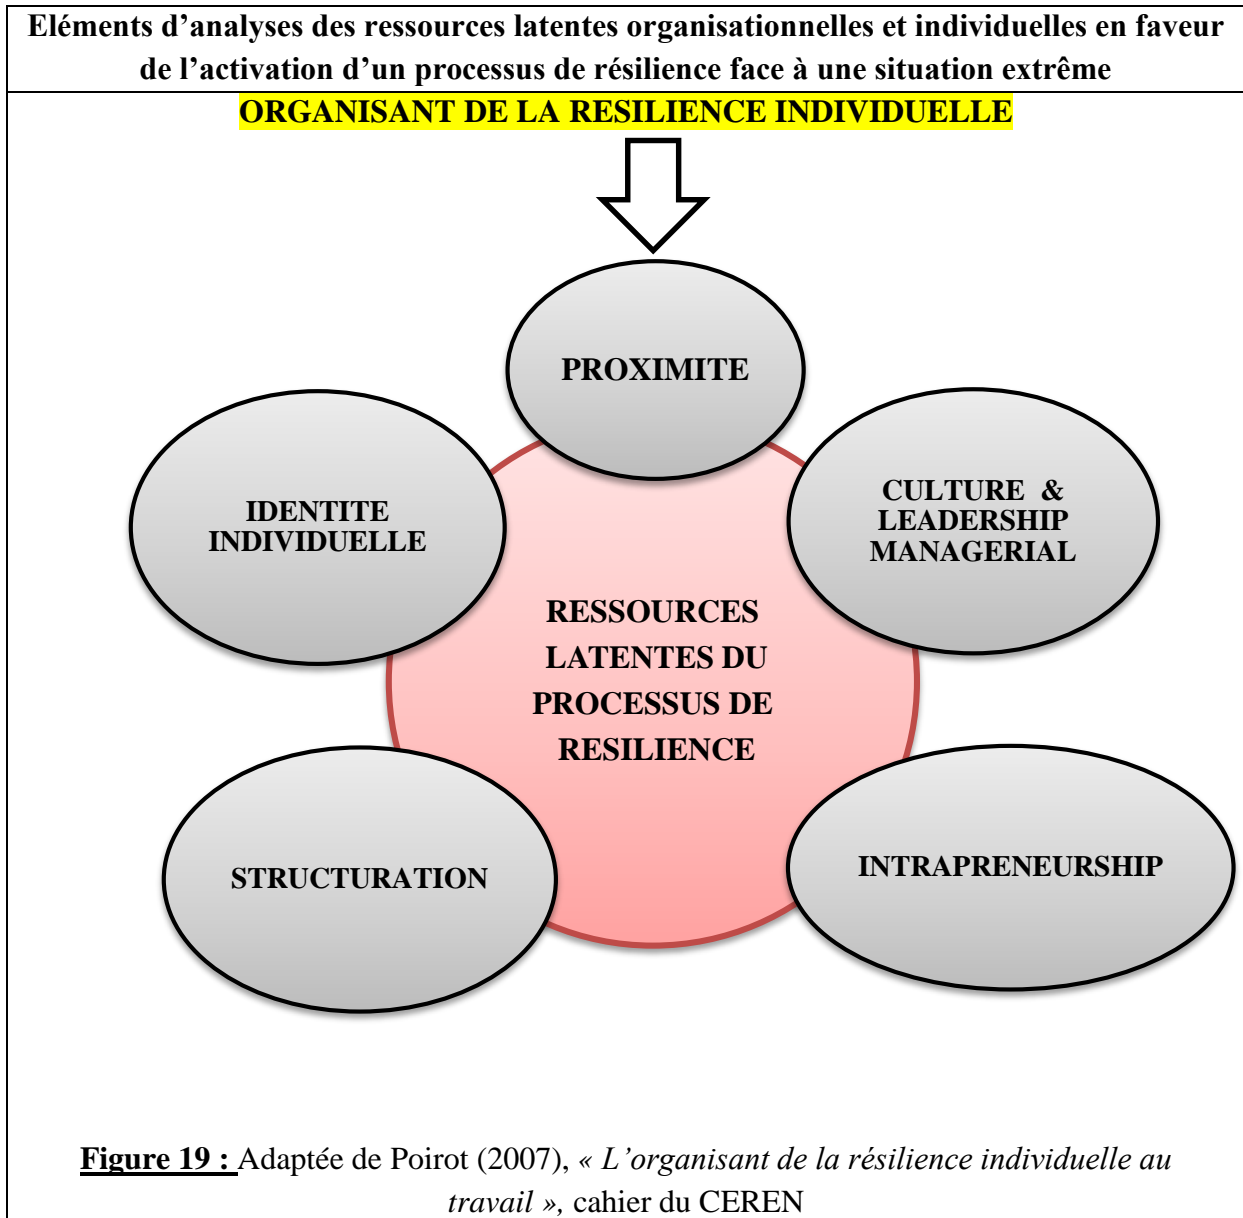 Eléments d’analyses des ressources latentes organisationnelles et individuelles en faveur
de l’activation d’un processus de résilience face à une situation extrême
ORGANISANT DE LA RESILIENCE INDIVIDUELLE
PROXIMITE
IDENTITE
INDIVIDUELLE
CULTURE &
LEADERSHIP
MANAGERIAL
RESSOURCES
LATENTES DU
PROCESSUS DE
RESILIENCE
STRUCTURATION
INTRAPRENEURSHIP
Figure 19 : Adaptée de Poirot (2007), « L’organisant de la résilience individuelle au
travail », cahier du CEREN